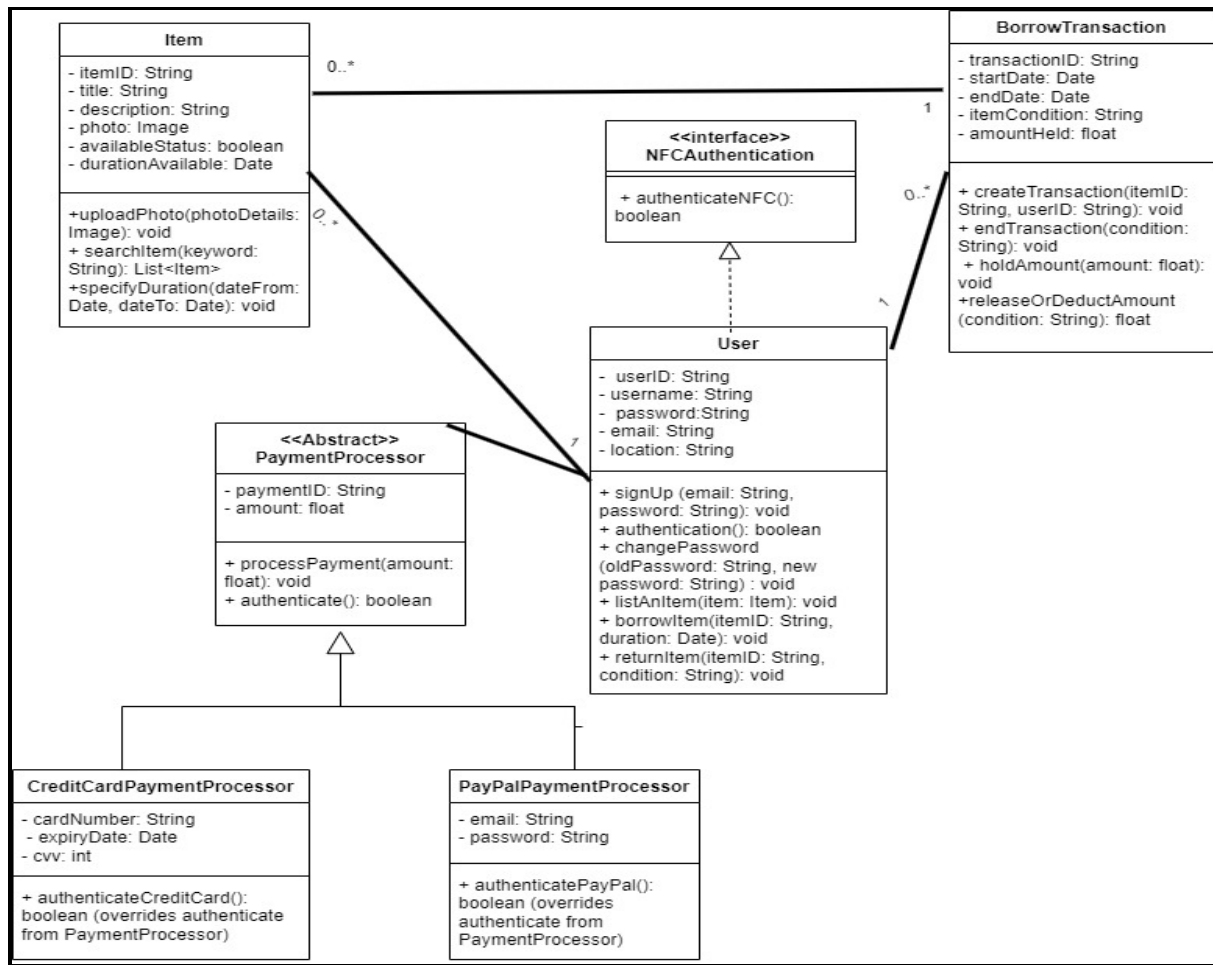 Item
- itemID: String
- title: String
- description: String
- photo: Image
- availableStatus: boolean
- durationAvailable: Date
+uploadPhoto(photoDetails:
Image): void
+ searchItem(keyword:
String): List<Item>
+specifyDuration(dateFrom:
Date, dateTo: Date): void
0..*
1
0..*
1
0..*
1
BorrowTransaction
- transactionID: String
- startDate: Date
- endDate: Date
- itemCondition: String
- amountHeld: float
+ createTransaction(itemID:
String, userID: String): void
+ endTransaction(condition:
String): void
+ holdAmount(amount: float):
void
+releaseOrDeductAmount
(condition: String): float
<<interface>>
NFCAuthentication
+ authenticateNFC():
boolean
User
- userID: String
- username: String
- password:String
- email: String
- location: String
+ signUp (email: String,
password: String): void
+ authentication(): boolean
+ changePassword
(oldPassword: String, new
password: String) : void
+ listAnItem(item: Item): void
+ borrowItem(itemID: String,
duration: Date): void
+ returnItem(itemID: String,
condition: String): void
<<Abstract>>
PaymentProcessor
- paymentID: String
- amount: float
+ processPayment(amount:
float): void
+ authenticate(): boolean
CreditCardPaymentProcessor
- cardNumber: String
- expiryDate: Date
- cvv: int
+ authenticateCreditCard():
boolean (overrides authenticate
from PaymentProcessor)
PayPalPaymentProcessor
- email: String
- password: String
+ authenticatePayPal():
boolean (overrides
authenticate from
PaymentProcessor)